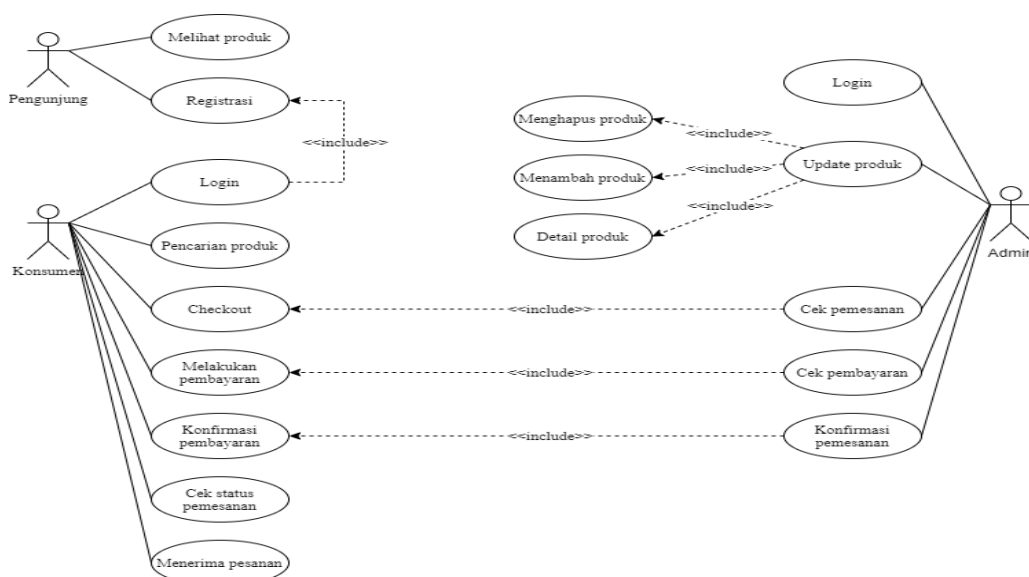 Melihat produk
Pengunjung
Registrasi
<<include>>
Login
Konsumen
Pencarian produk
Checkout
Melakukan
pembayaran
Konfirmasi
pembayaran
Cek status
pemesanan
Menerima pesanan
Menghapus produk
<<include>>
Menambah produk
<<include>>
Detail produk
<<include>>
<<include>>
<<include>>
<<include>>
Login
Update produk
Admin
Cek pemesanan
Cek pembayaran
Konfirmasi
pemesanan